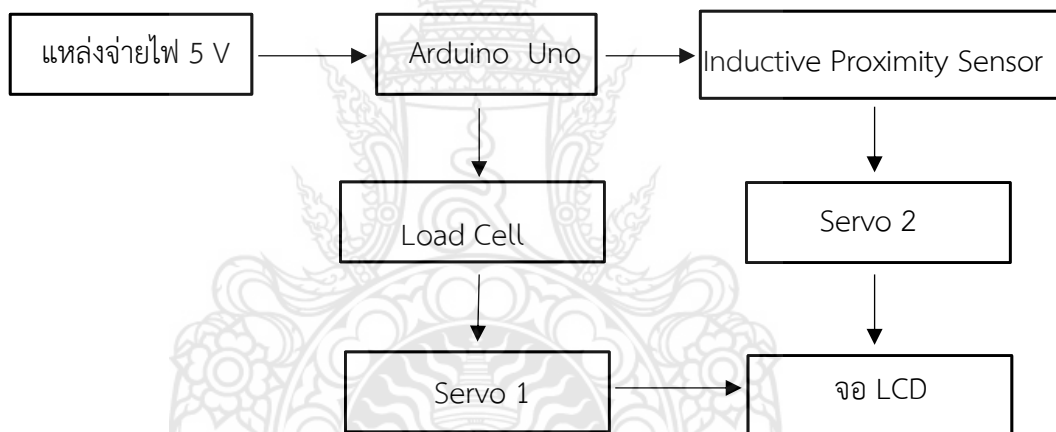 แหล่งจ่ายไฟ 5 V
Arduino Uno
Inductive Proximity Sensor
Load Cell
Servo 2
Servo 1
จอ LCD